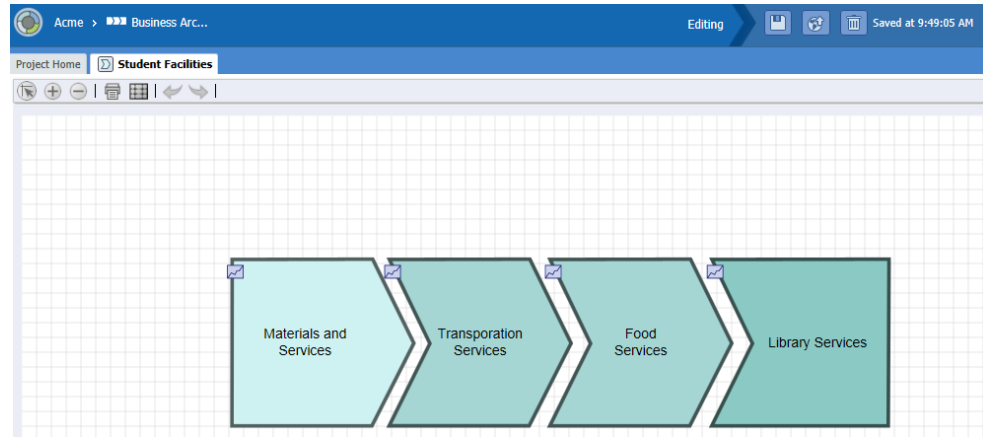 Acme > Business Arc... Editing Saved at 9:49:05 AM
Project Home Student Facilities
Materials and Services
Transporation Services
Food Services
Library Services